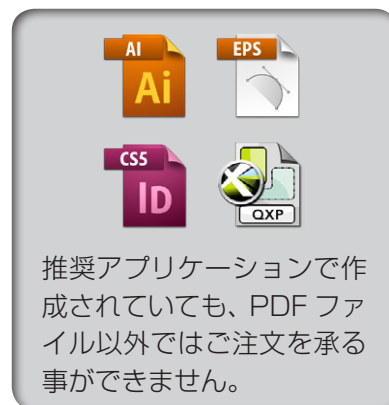 AI
Ai
EPS
CS5
ID
QXP
推奨アプリケーションで作
成されていても、PDF ファ
イル以外ではご注文を承る
事ができません。